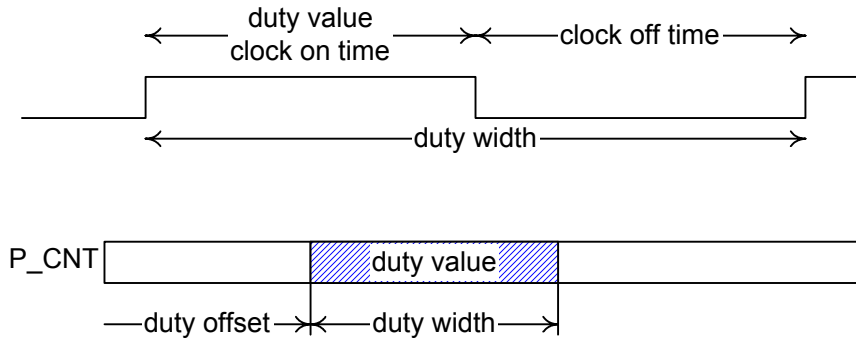 duty value
clock on time
clock off time
duty width
P_CNT
duty value
duty offset
duty width